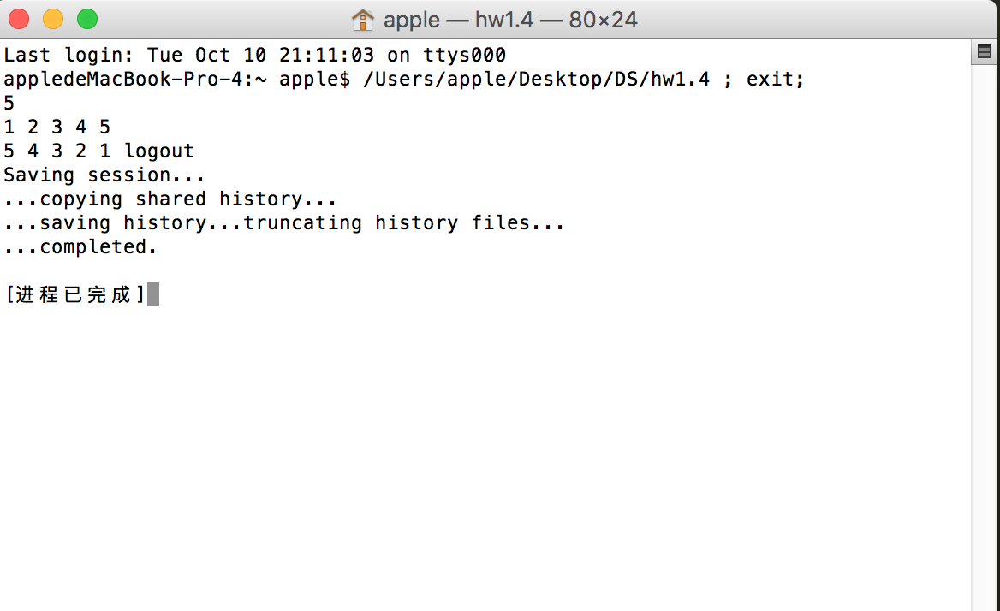 apple — hw1.4 — 80×24
Last login: Tue Oct 10 21:11:03 on ttys000
appledeMacBook-Pro-4:~ apple$ /Users/apple/Desktop/DS/hw1.4 ; exit;
5
1 2 3 4 5
5 4 3 2 1 logout
Saving session...
...copying shared history...
...saving history...truncating history files...
...completed.
[进程已完成]